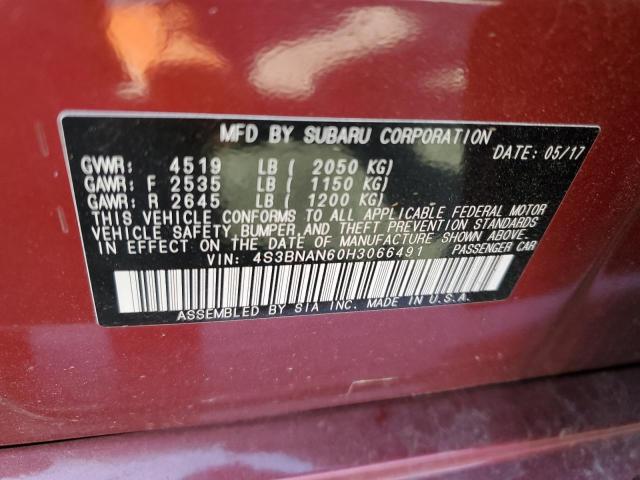 MFD BY SUBARU CORPORATION DATE: 05/17
GVWR: 4519 LB ( 2050 KG)
GAWR: F 2535 LB ( 1150 KG)
GAWR: R 2645 LB ( 1200 KG)
THIS VEHICLE CONFORMS TO ALL APPLICABLE FEDERAL MOTOR
VEHICLE SAFETY, BUMPER, AND THEFT PREVENTION STANDARDS
IN EFFECT ON THE DATE OF MANUFACTURE SHOWN ABOVE.
VIN: 4S3BNAN60H3066491 PASSENGER CAR
ASSEMBLED BY SIA INC. MADE IN U.S.A.